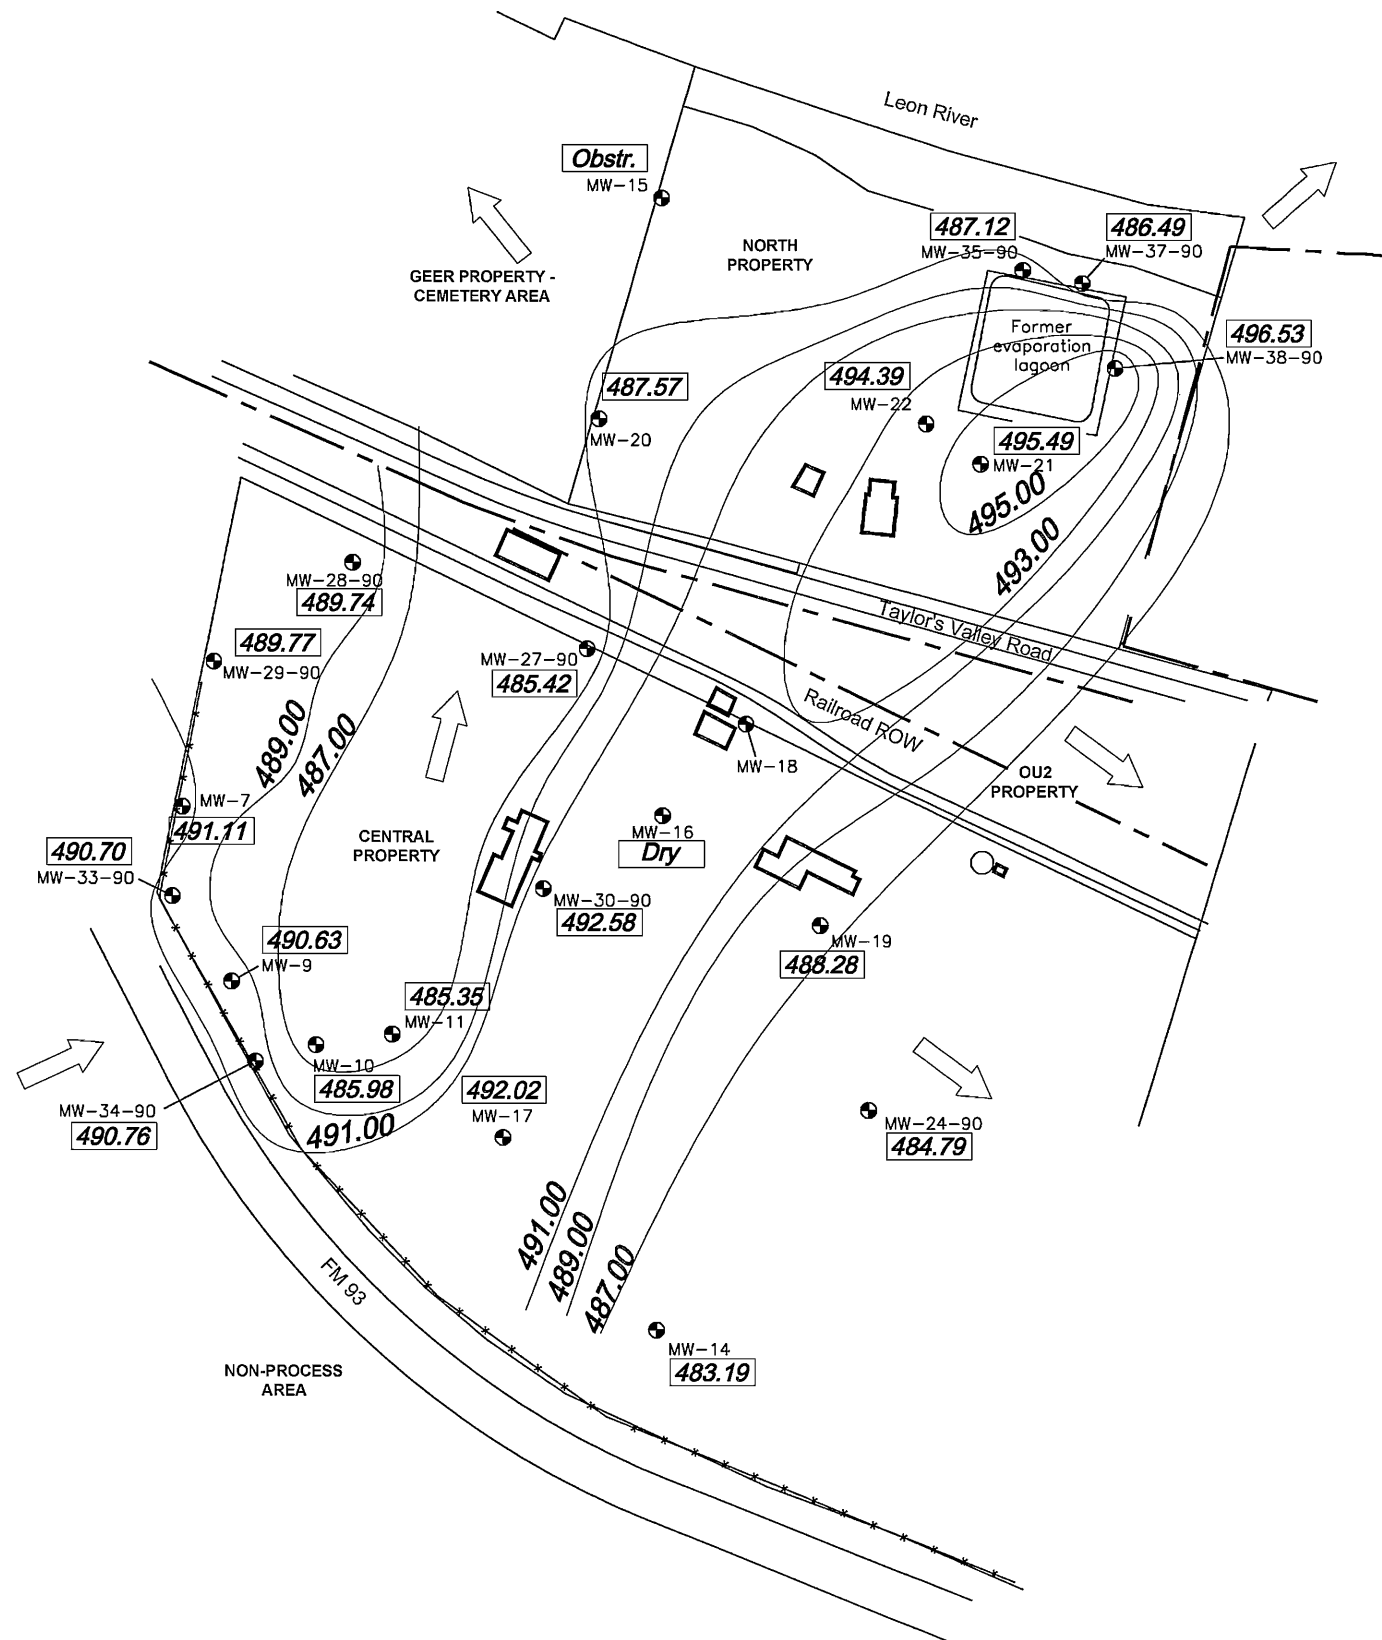 Leon River
Obstr.
MW-15
487.12
MW-35-90
486.49
MW-37-90
NORTH
PROPERTY
GEER PROPERTY -
CEMETERY AREA
Former
evaporation
lagoon
496.53
MW-38-90
494.39
MW-22
487.57
MW-20
495.49
MW-21
495.00
493.00
MW-28-90
489.74
Taylor's Valley Road
489.77
MW-29-90
MW-27-90
485.42
489.00
487.00
Railroad ROW
MW-18
OU2
PROPERTY
MW-7
491.11
CENTRAL
PROPERTY
MW-16
Dry
490.70
MW-33-90
MW-30-90
492.58
490.63
MW-9
MW-19
488.28
485.35
MW-11
MW-10
485.98
492.02
MW-17
MW-34-90
490.76
491.00
MW-24-90
484.79
491.00
489.00
487.00
FM 93
MW-14
483.19
NON-PROCESS
AREA